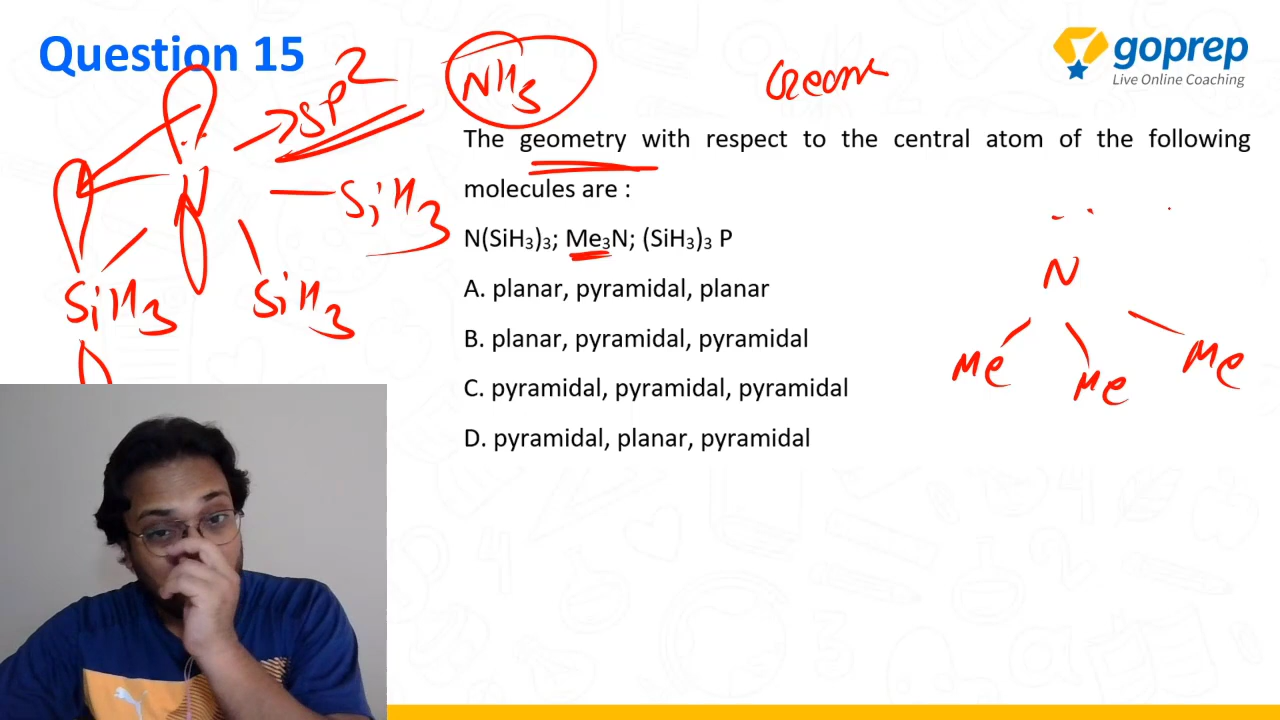 Question 15
goprep
Live Online Coaching
→ SP²
NH₃
Geome
N
SiH₃
SiH₃
SiH₃
The geometry with respect to the central atom of the following
molecules are :
N(SiH₃)₃; Me₃N; (SiH₃)₃ P
A. planar, pyramidal, planar
B. planar, pyramidal, pyramidal
C. pyramidal, pyramidal, pyramidal
D. pyramidal, planar, pyramidal
N
Me Me Me